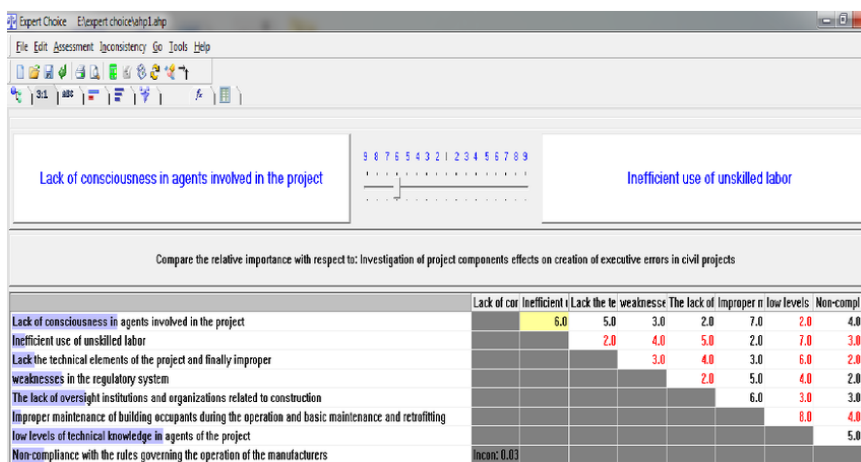 Expert Choice E:\expert choice\ahp1.ahp
File Edit Assessment Inconsistency Go Tools Help
3:1 ABC fx
9 8 7 6 5 4 3 2 1 2 3 4 5 6 7 8 9
Lack of consciousness in agents involved in the project Inefficient use of unskilled labor
Compare the relative importance with respect to: Investigation of project components effects on creation of executive errors in civil projects
Lack of cor Inefficient u Lack the te weaknesse The lack of Improper m low levels Non-compl
Lack of consciousness in agents involved in the project 6.0 5.0 3.0 2.0 7.0 2.0 4.0
Inefficient use of unskilled labor 2.0 4.0 5.0 2.0 7.0 3.0
Lack the technical elements of the project and finally improper 3.0 4.0 3.0 6.0 2.0
weaknesses in the regulatory system 2.0 5.0 4.0 2.0
The lack of oversight institutions and organizations related to construction 6.0 3.0 3.0
Improper maintenance of building occupants during the operation and basic maintenance and retrofitting 8.0 4.0
low levels of technical knowledge in agents of the project 5.0
Non-compliance with the rules governing the operation of the manufacturers Incon: 0.03